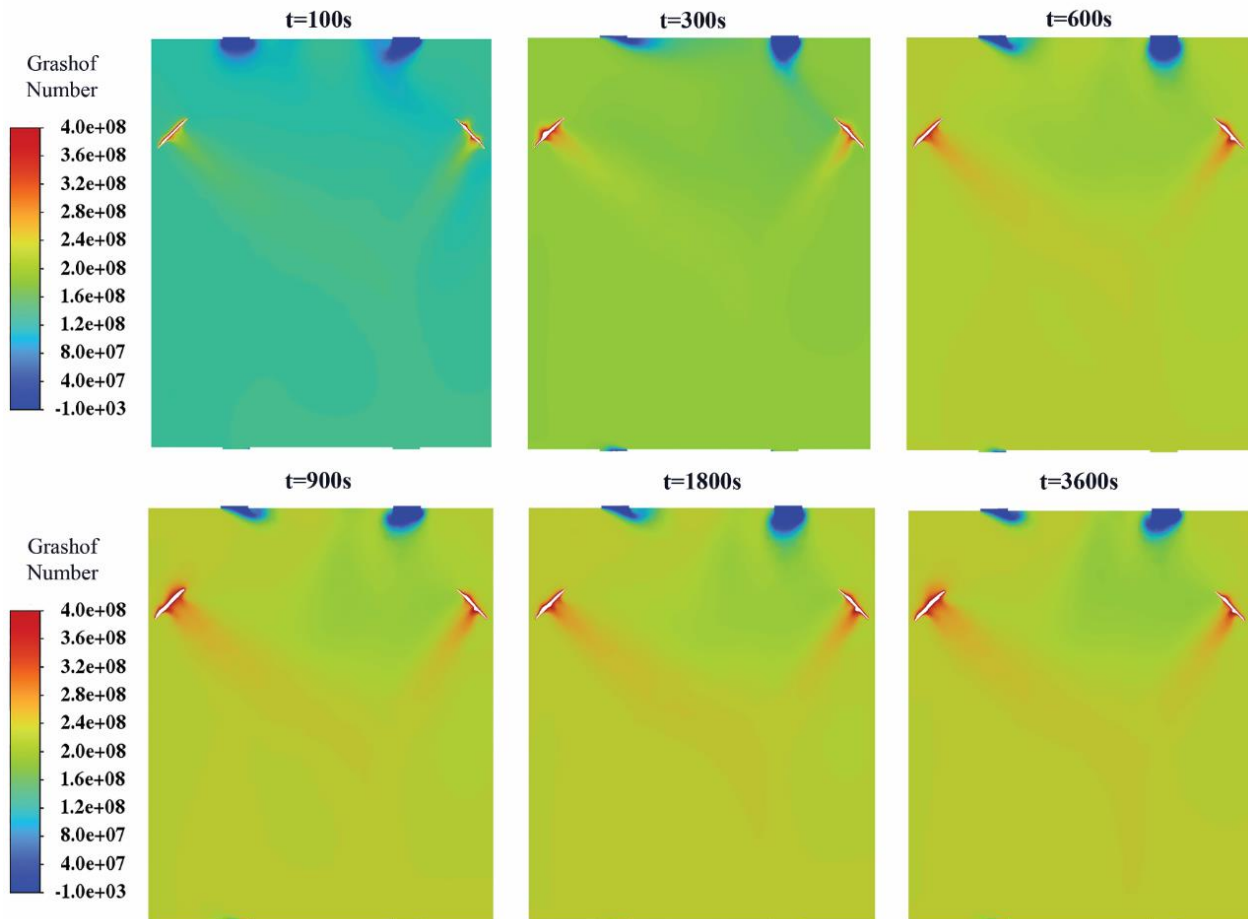 t=100s
t=300s
t=600s
Grashof
Number
4.0e+08
3.6e+08
3.2e+08
2.8e+08
2.4e+08
2.0e+08
1.6e+08
1.2e+08
8.0e+07
4.0e+07
-1.0e+03
t=900s
t=1800s
t=3600s
Grashof
Number
4.0e+08
3.6e+08
3.2e+08
2.8e+08
2.4e+08
2.0e+08
1.6e+08
1.2e+08
8.0e+07
4.0e+07
-1.0e+03